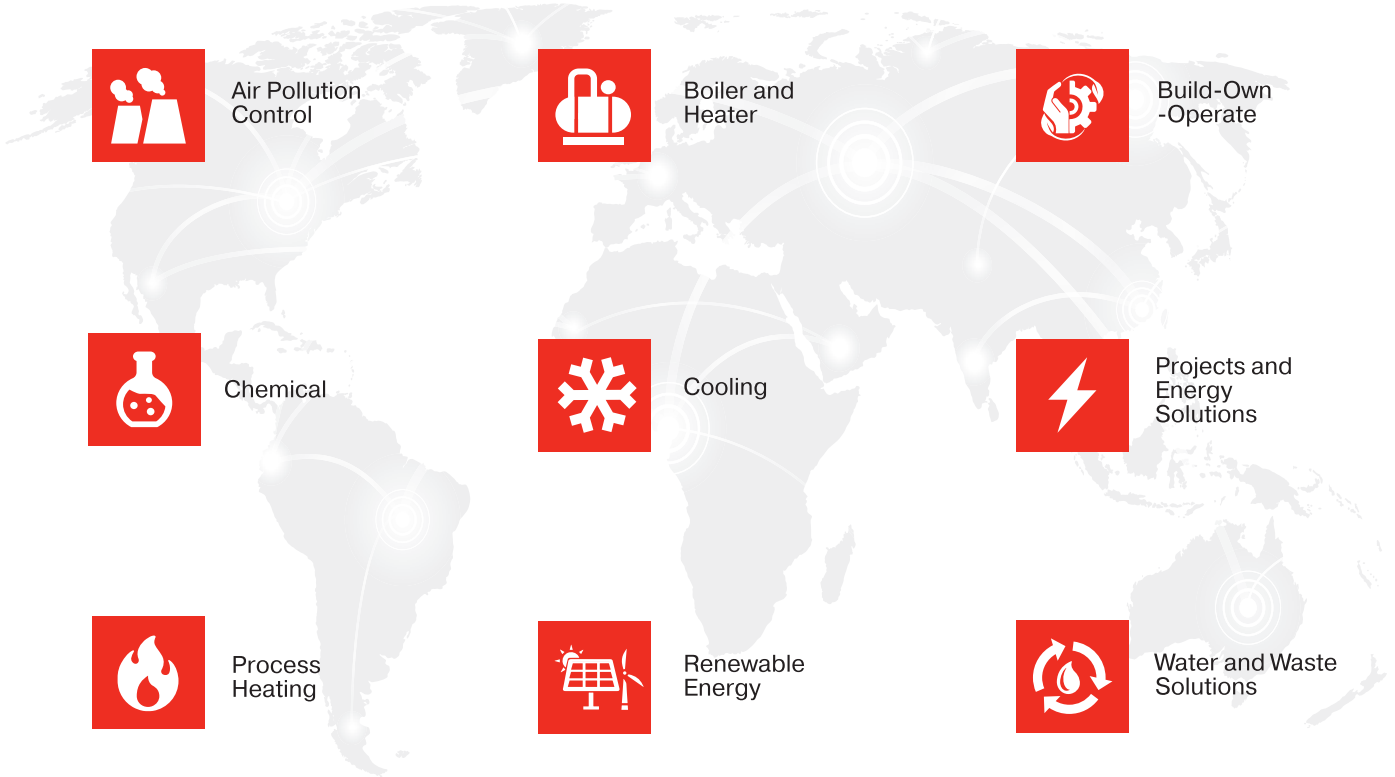 Air Pollution
Control
Boiler and
Heater
Build-Own
-Operate
Chemical
Cooling
Projects and
Energy
Solutions
Process
Heating
Renewable
Energy
Water and Waste
Solutions